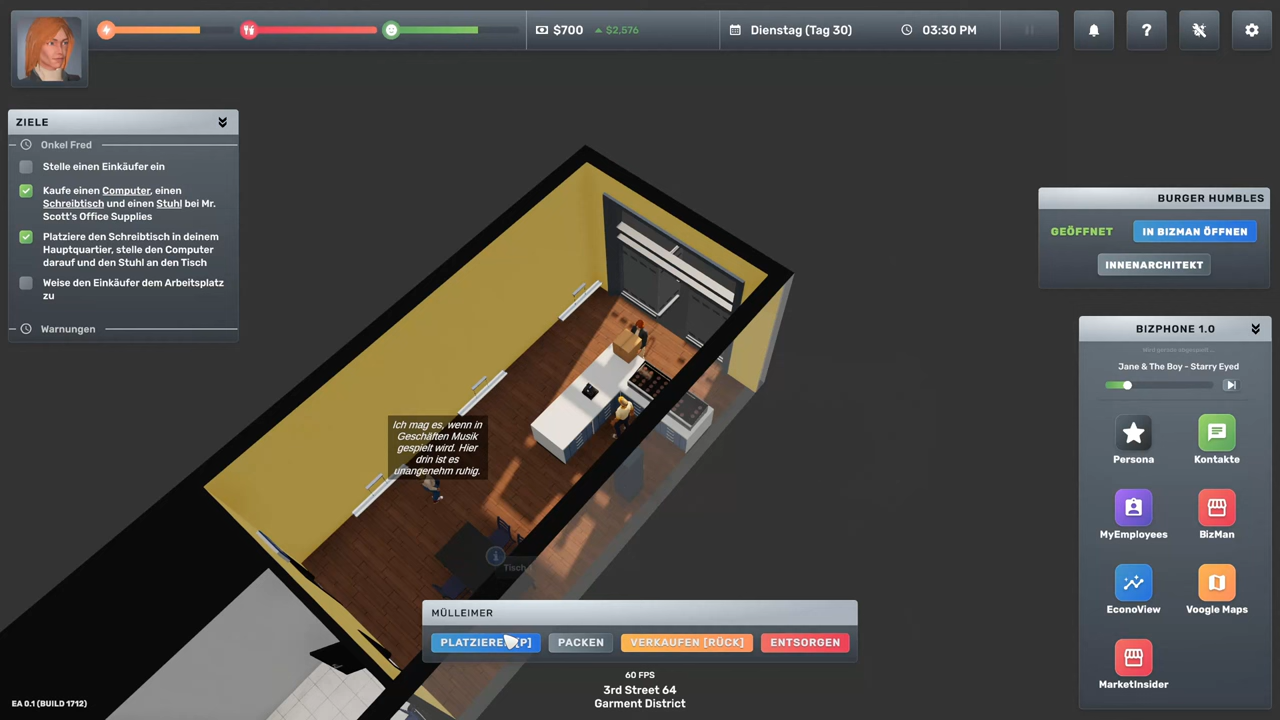 $700
$2,576
Dienstag (Tag 30)
03:30 PM
?
ZIELE
Onkel Fred
Stelle einen Einkäufer ein
Kaufe einen Computer, einen
Schreibtisch und einen Stuhl bei Mr.
Scott's Office Supplies
Platziere den Schreibtisch in deinem
Hauptquartier, stelle den Computer
darauf und den Stuhl an den Tisch
Weise den Einkäufer dem Arbeitsplatz
zu
Warnungen
BURGER HUMBLES
GEÖFFNET
IN BIZMAN ÖFFNEN
INNENARCHITEKT
BIZPHONE 1.0
Wird gerade abgespielt ...
Jane & The Boy - Starry Eyed
Persona
Kontakte
MyEmployees
BizMan
EconoView
Voogle Maps
MarketInsider
Ich mag es, wenn in
Geschäften Musik
gespielt wird. Hier
drin ist es
unangenehm ruhig.
Tisch
MÜLLEIMER
PLATZIEREN [P]
PACKEN
VERKAUFEN [RÜCK]
ENTSORGEN
60 FPS
3rd Street 64
Garment District
EA 0.1 (BUILD 1712)